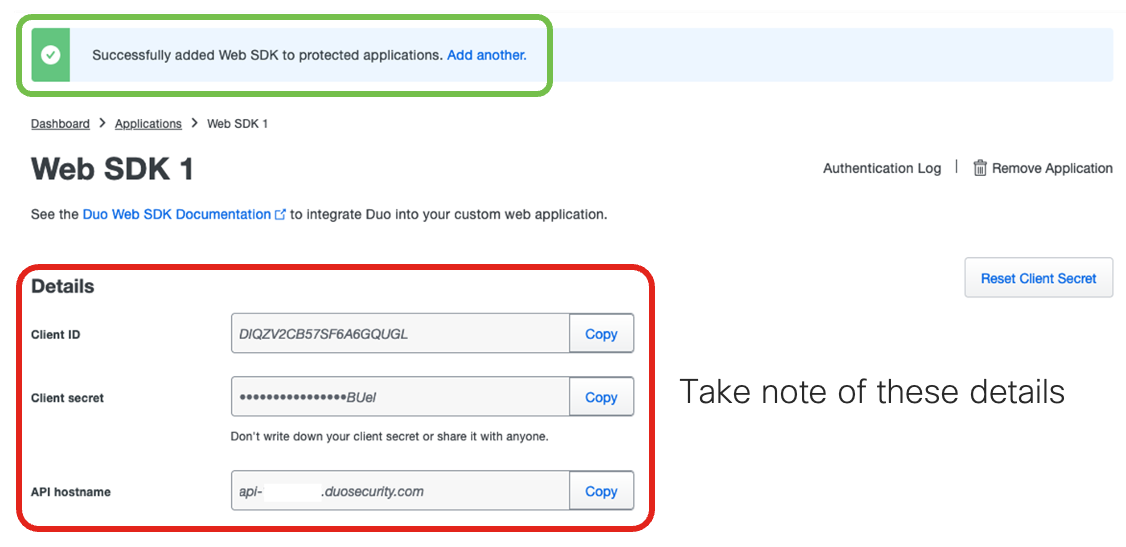 Successfully added Web SDK to protected applications. Add another.
Dashboard > Applications > Web SDK 1
Web SDK 1
Authentication Log | Remove Application
See the Duo Web SDK Documentation to integrate Duo into your custom web application.
Details
Reset Client Secret
Client ID DIQZV2CB57SF6A6GQUGL Copy
Client secret ••••••••••••••••BUel Copy
Take note of these details
Don't write down your client secret or share it with anyone.
API hostname api- .duosecurity.com Copy